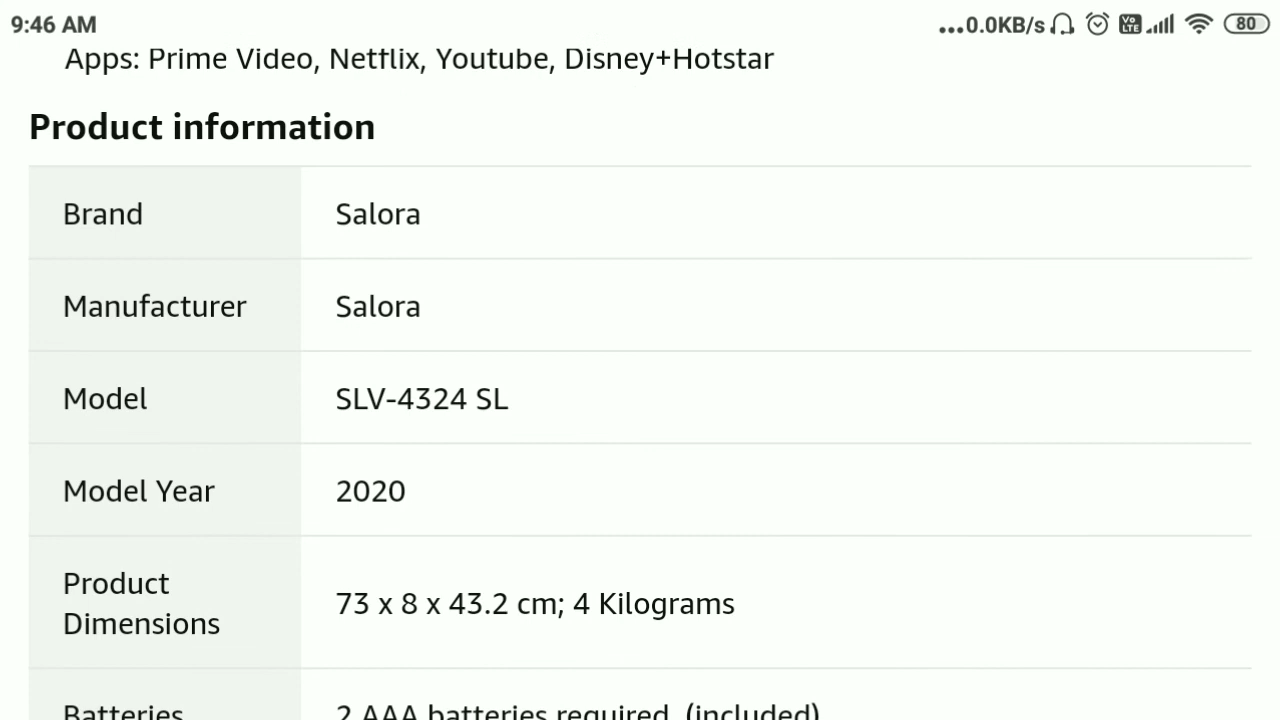 9:46 AM ...0.0KB/s Vo LTE 80
Apps: Prime Video, Netflix, Youtube, Disney+Hotstar
Product information
Brand Salora
Manufacturer Salora
Model SLV-4324 SL
Model Year 2020
Product
Dimensions 73 x 8 x 43.2 cm; 4 Kilograms
Batteries 2 AAA batteries required. (included)